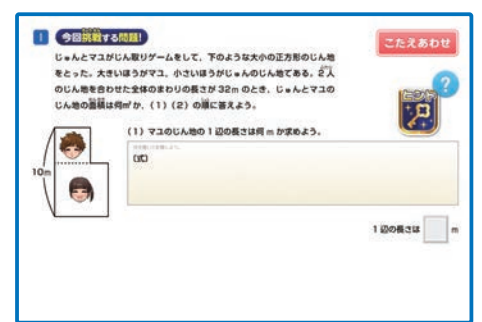 1 今回挑戦する問題!
こたえあわせ
じゅんとマユがじん取りゲームをして、下のような大小の正方形のじん地
をとった。大きいほうがマユ、小さいほうがじゅんのじん地である。2人
のじん地を合わせた全体のまわりの長さが 32m のとき、じゅんとマユの
じん地の面積は何㎡か、(1)(2)の順に答えよう。
?
ヒント
(1) マユのじん地の1辺の長さは何 m か求めよう。
(式)
10m
1辺の長さは m